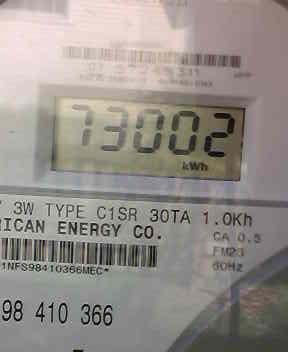 73002
kWh
3W TYPE C1SR 30TA 1.0Kh
RICAN ENERGY CO.
CA 0.5
FM2S
60Hz
1NFS98410366MEC*
98 410 366